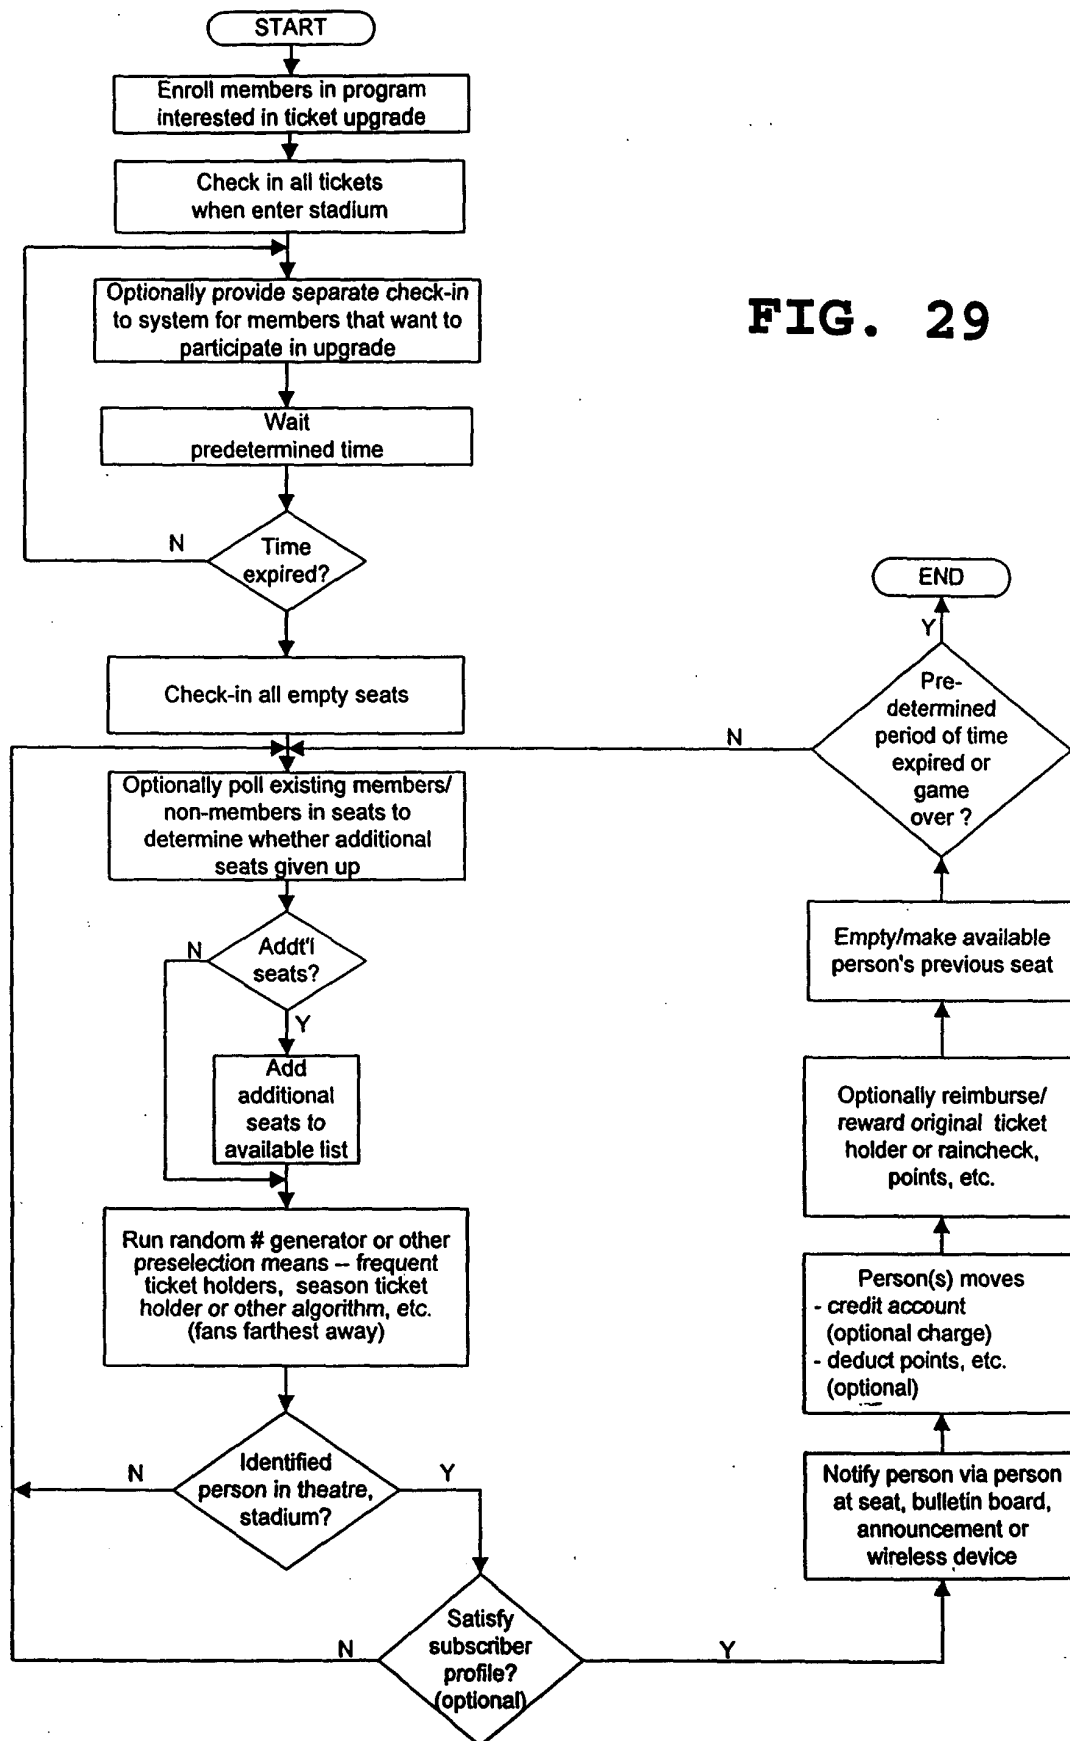 START
Enroll members in program
interested in ticket upgrade
Check in all tickets
when enter stadium
Optionally provide separate check-in
to system for members that want to
participate in upgrade
Wait
predetermined time
N
Time
expired?
Check-in all empty seats
Optionally poll existing members/
non-members in seats to
determine whether additional
seats given up
N
Addt'l
seats?
Y
Add
additional
seats to
available list
Run random # generator or other
preselection means -- frequent
ticket holders, season ticket
holder or other algorithm, etc.
(fans farthest away)
N
Identified
person in theatre,
stadium?
Y
N
Satisfy
subscriber
profile?
(optional)
Y
Notify person via person
at seat, bulletin board,
announcement or
wireless device
Person(s) moves
- credit account
(optional charge)
- deduct points, etc.
(optional)
Optionally reimburse/
reward original ticket
holder or raincheck,
points, etc.
Empty/make available
person's previous seat
Pre-
determined
period of time
expired or
game
over ?
N
Y
END
FIG. 29